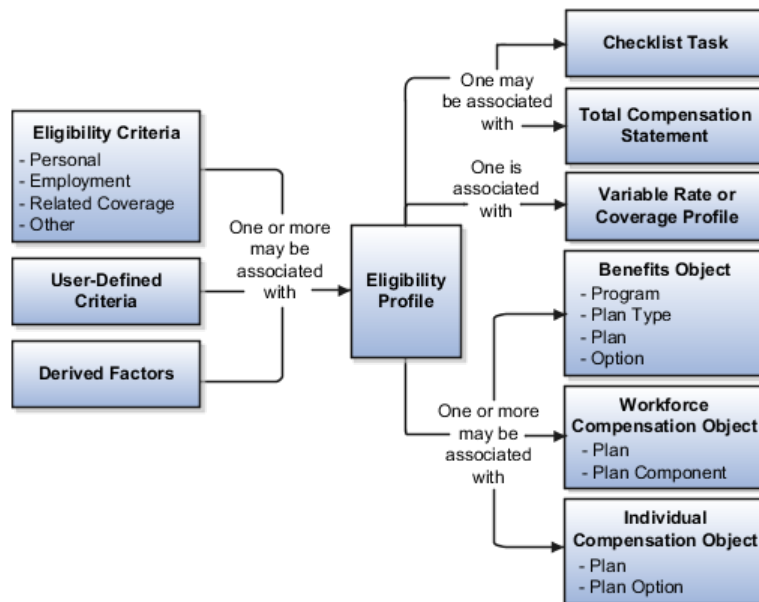 Eligibility Criteria
- Personal
- Employment
- Related Coverage
- Other
User-Defined
Criteria
Derived Factors
One or more
may be
associated
with
Eligibility
Profile
One may
be associated
with
One is
associated
with
One or more
may be
associated
with
Checklist Task
Total Compensation
Statement
Variable Rate or
Coverage Profile
Benefits Object
- Program
- Plan Type
- Plan
- Option
Workforce
Compensation Object
- Plan
- Plan Component
Individual
Compensation Object
- Plan
- Plan Option